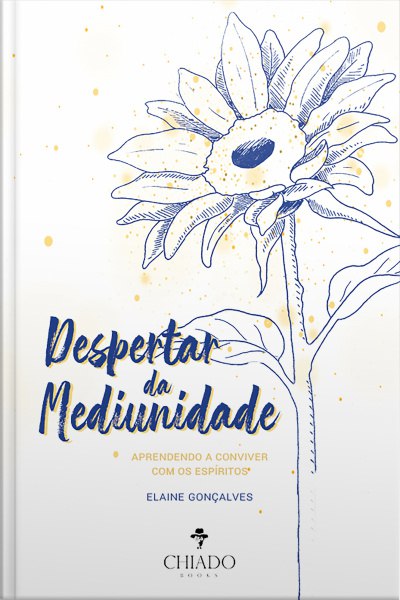 Despertar
da
Mediunidade
APRENDENDO A CONVIVER
COM OS ESPÍRITOS
ELAINE GONÇALVES
CHIADO
BOOKS